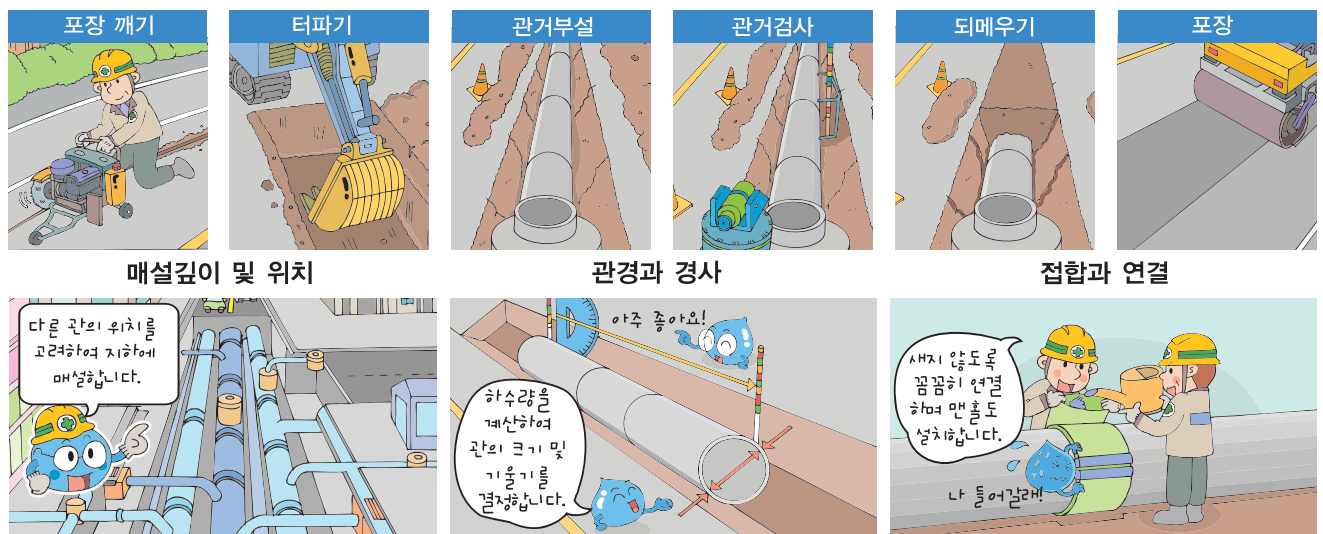 포장 깨기
터파기
관거부설
관거검사
되메우기
포장
매설깊이 및 위치
관경과 경사
접합과 연결
다른 관의 위치를
고려하여 지하에
매설합니다.
아주 좋아요!
하수량을
계산하여
관의 크기 및
기울기를
결정합니다.
새지 않도록
꼼꼼히 연결
하며 맨홀도
설치합니다.
나 들어갈래!